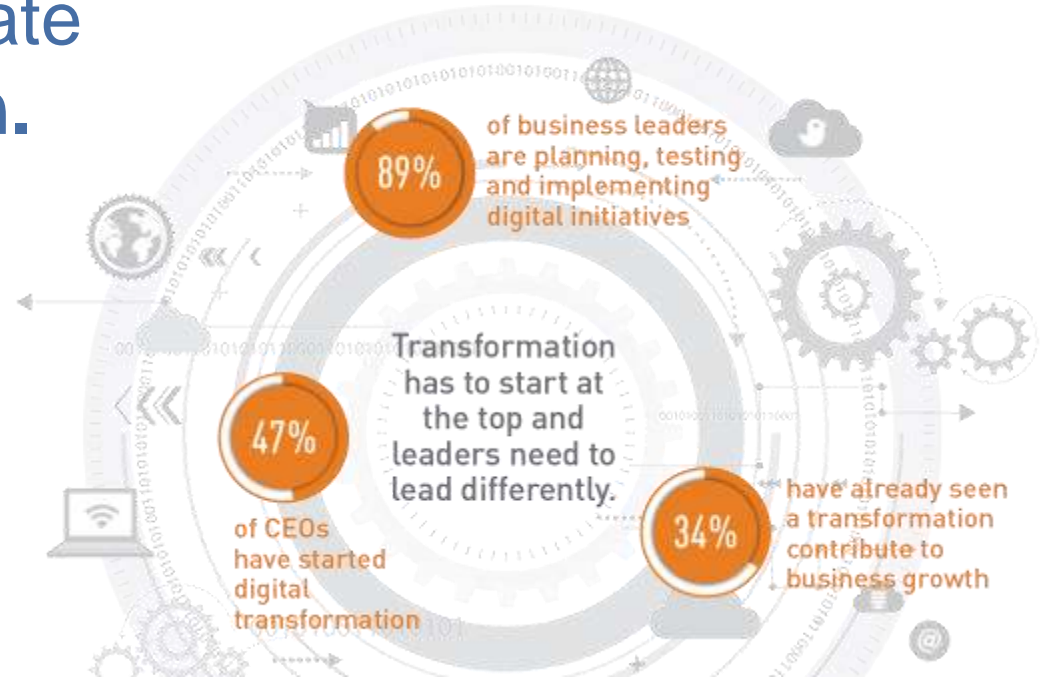 ate
n.
89%
of business leaders
are planning, testing
and implementing
digital initiatives
Transformation
has to start at
the top and
leaders need to
lead differently.
47%
of CEOs
have started
digital
transformation
34%
have already seen
a transformation
contribute to
business growth
@